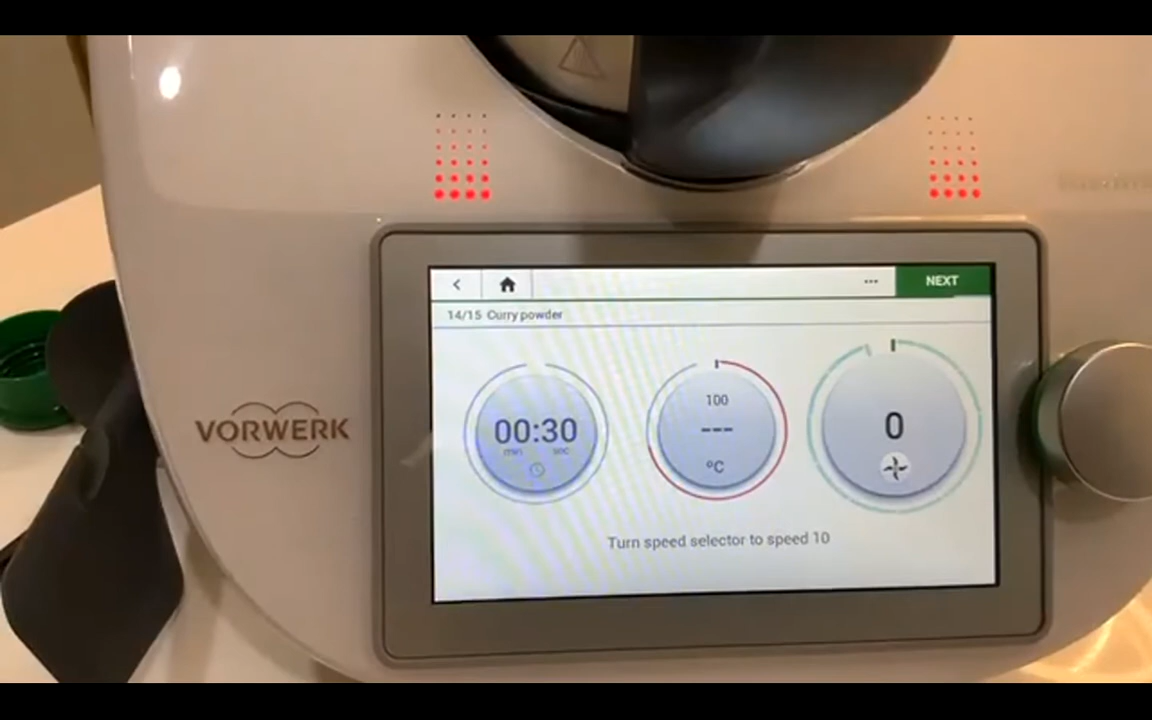 NEXT
14/15 Curry powder
00:30
min sec
100
---
°C
0
Turn speed selector to speed 10
VORWERK